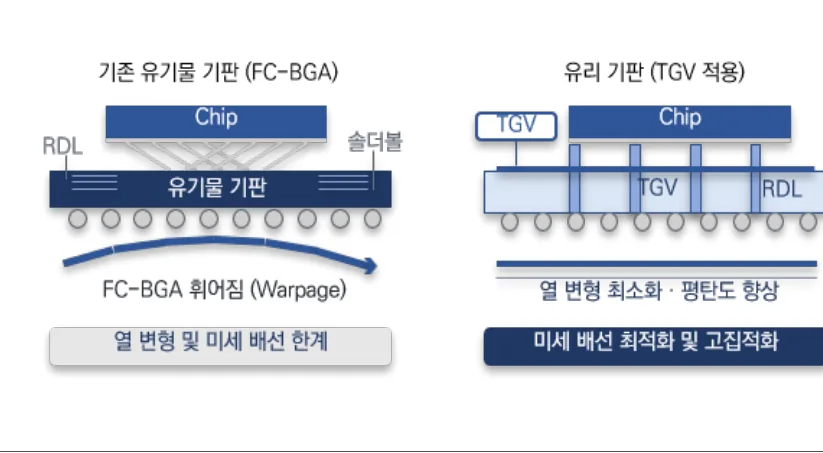 기존 유기물 기판 (FC-BGA)
Chip
RDL
솔더볼
유기물 기판
FC-BGA 휘어짐 (Warpage)
열 변형 및 미세 배선 한계
유리 기판 (TGV 적용)
TGV
Chip
TGV
RDL
열 변형 최소화 · 평탄도 향상
미세 배선 최적화 및 고집적화